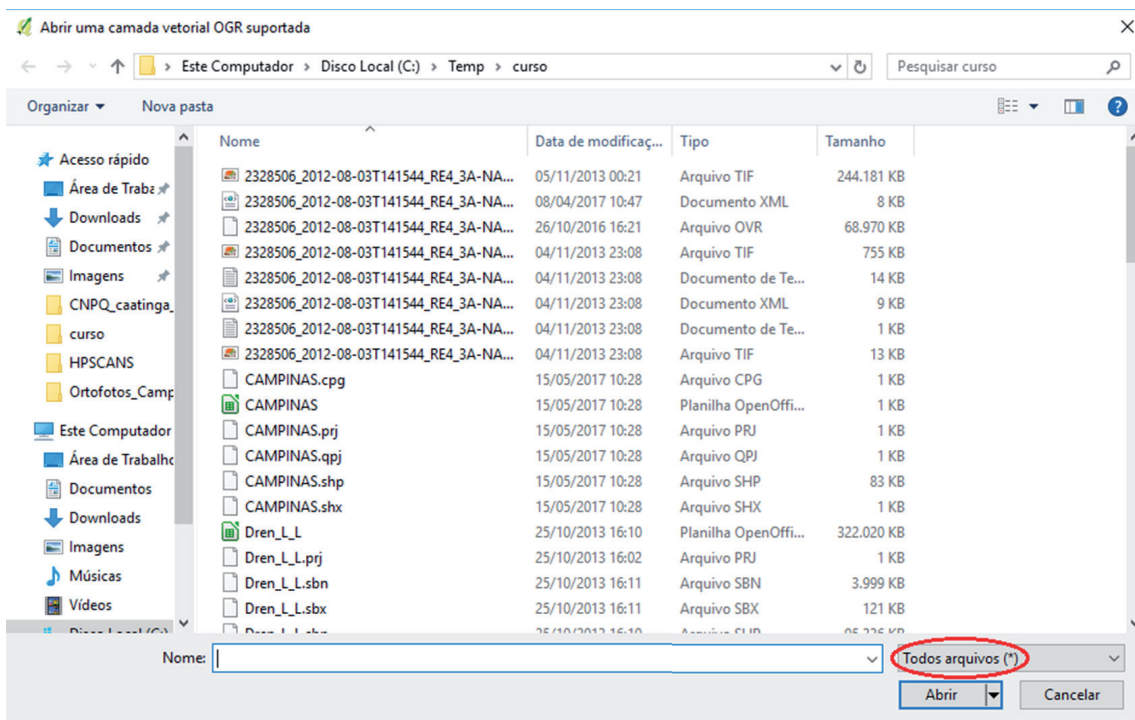 Abrir uma camada vetorial OGR suportada
Este Computador > Disco Local (C:) > Temp > curso
Pesquisar curso
Organizar Nova pasta
Acesso rápido
Área de Traba
Downloads
Documentos
Imagens
CNPQ_caatinga_
curso
HPSCANS
Ortofotos_Camp
Este Computador
Área de Trabalho
Documentos
Downloads
Imagens
Músicas
Vídeos
Disco Local (C:)
Nome Data de modificaç... Tipo Tamanho
2328506_2012-08-03T141544_RE4_3A-NA... 05/11/2013 00:21 Arquivo TIF 244.181 KB
2328506_2012-08-03T141544_RE4_3A-NA... 08/04/2017 10:47 Documento XML 8 KB
2328506_2012-08-03T141544_RE4_3A-NA... 26/10/2016 16:21 Arquivo OVR 68.970 KB
2328506_2012-08-03T141544_RE4_3A-NA... 04/11/2013 23:08 Arquivo TIF 755 KB
2328506_2012-08-03T141544_RE4_3A-NA... 04/11/2013 23:08 Documento de Te... 14 KB
2328506_2012-08-03T141544_RE4_3A-NA... 04/11/2013 23:08 Documento XML 9 KB
2328506_2012-08-03T141544_RE4_3A-NA... 04/11/2013 23:08 Documento de Te... 1 KB
2328506_2012-08-03T141544_RE4_3A-NA... 04/11/2013 23:08 Arquivo TIF 13 KB
CAMPINAS.cpg 15/05/2017 10:28 Arquivo CPG 1 KB
CAMPINAS 15/05/2017 10:28 Planilha OpenOffi... 1 KB
CAMPINAS.prj 15/05/2017 10:28 Arquivo PRJ 1 KB
CAMPINAS.qpj 15/05/2017 10:28 Arquivo QPJ 1 KB
CAMPINAS.shp 15/05/2017 10:28 Arquivo SHP 83 KB
CAMPINAS.shx 15/05/2017 10:28 Arquivo SHX 1 KB
Dren_L_L 25/10/2013 16:10 Planilha OpenOffi... 322.020 KB
Dren_L_L.prj 25/10/2013 16:02 Arquivo PRJ 1 KB
Dren_L_L.sbn 25/10/2013 16:11 Arquivo SBN 3.999 KB
Dren_L_L.sbx 25/10/2013 16:11 Arquivo SBX 121 KB
Nome: Todos arquivos (*)
Abrir Cancelar